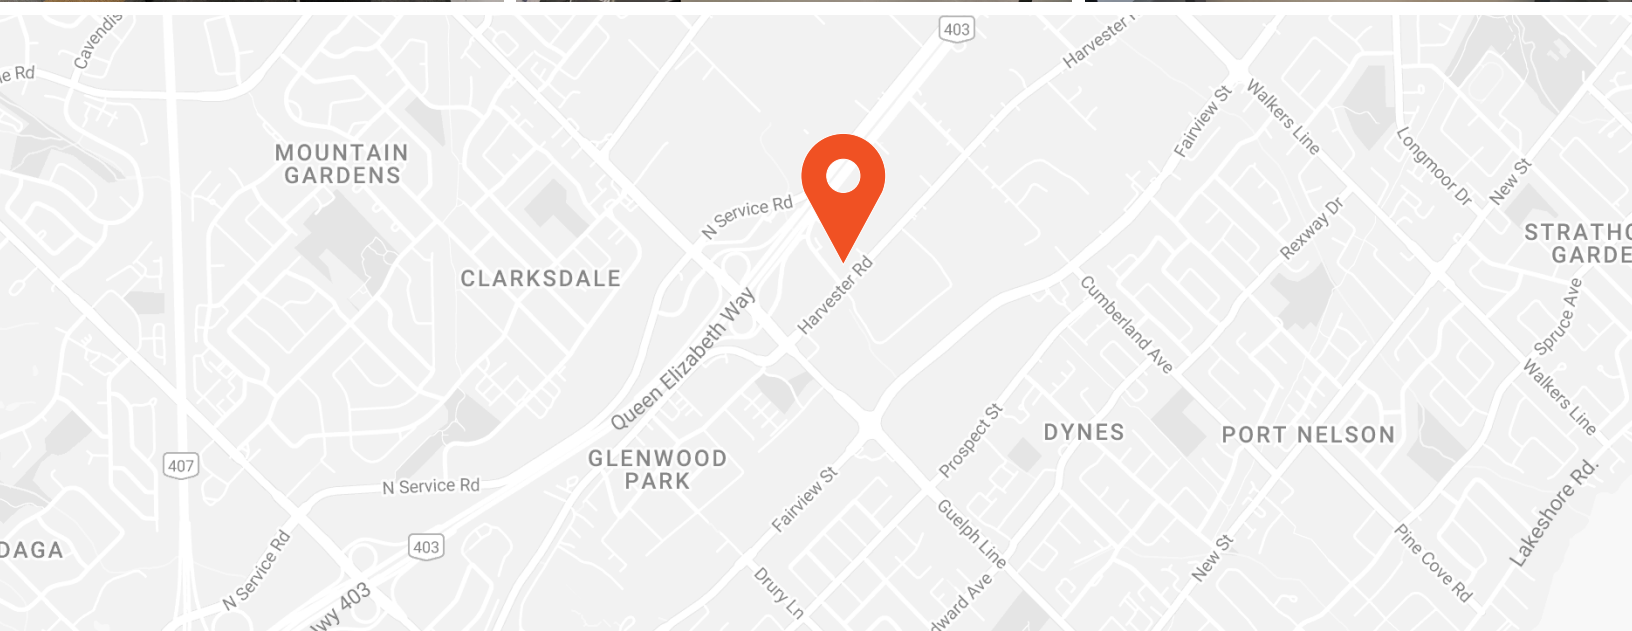 403
Harvester
Cavendis
e Rd
Fairview St
Walkers Line
MOUNTAIN
GARDENS
Longmoor Dr
New St
N Service Rd
Rexway Dr
STRATHC
GARDE
CLARKSDALE
Harvester Rd
Queen Elizabeth Way
Cumberland Ave
Spruce Ave
Walkers Line
Prospect St
DYNES
PORT NELSON
GLENWOOD
PARK
407
N Service Rd
Fairview St
Lakeshore Rd.
Guelph Line
403
DAGA
N Service Rd
New St
Pine Cove Rd
Drury Ln
dward Ave
wy 403